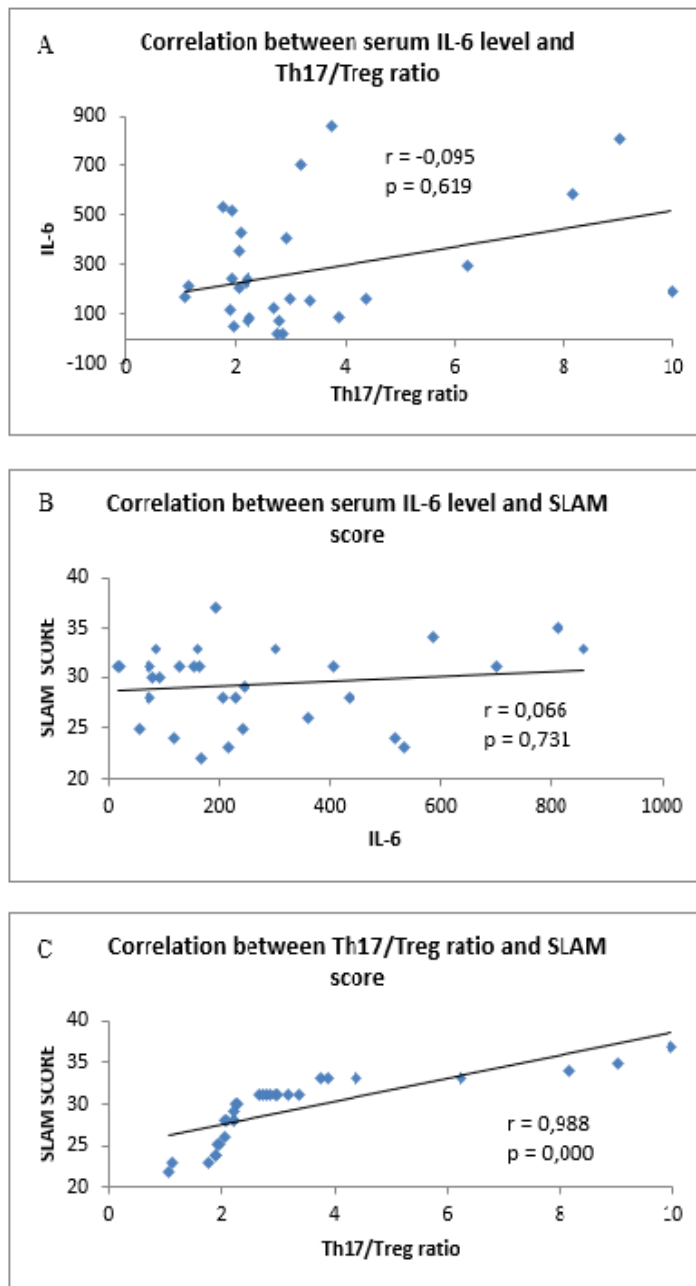 A
Correlation between serum IL-6 level and
Th17/Treg ratio
900
700
500
300
100
-100
IL-6
r = -0,095
p = 0,619
0 2 4 6 8 10
Th17/Treg ratio
B
Correlation between serum IL-6 level and SLAM
score
40
35
30
25
20
SLAM SCORE
r = 0,066
p = 0,731
0 200 400 600 800 1000
IL-6
C
Correlation between Th17/Treg ratio and SLAM
score
40
35
30
25
20
SLAM SCORE
r = 0,988
p = 0,000
0 2 4 6 8 10
Th17/Treg ratio